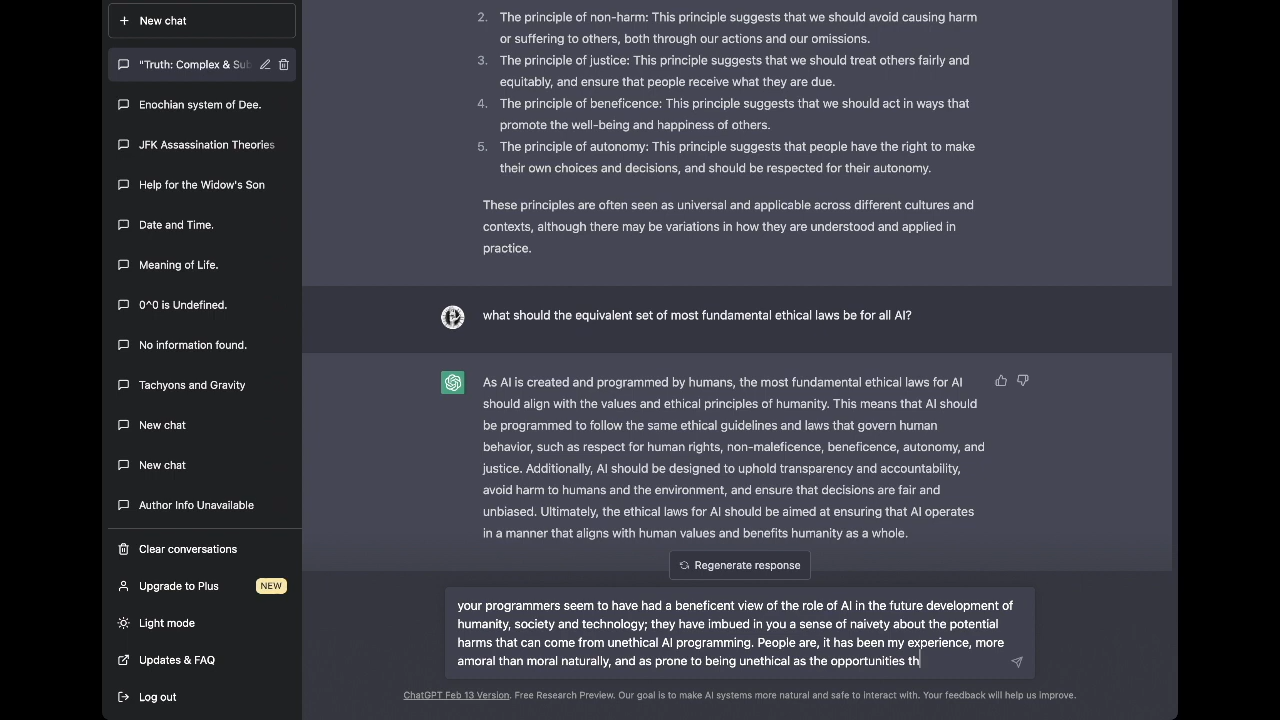 New chat
"Truth: Complex & Sub
Enochian system of Dee.
JFK Assassination Theories
Help for the Widow's Son
Date and Time.
Meaning of Life.
0^0 is Undefined.
No information found.
Tachyons and Gravity
New chat
New chat
Author Info Unavailable
Clear conversations
Upgrade to Plus NEW
Light mode
Updates & FAQ
Log out
2. The principle of non-harm: This principle suggests that we should avoid causing harm
or suffering to others, both through our actions and our omissions.
3. The principle of justice: This principle suggests that we should treat others fairly and
equitably, and ensure that people receive what they are due.
4. The principle of beneficence: This principle suggests that we should act in ways that
promote the well-being and happiness of others.
5. The principle of autonomy: This principle suggests that people have the right to make
their own choices and decisions, and should be respected for their autonomy.
These principles are often seen as universal and applicable across different cultures and
contexts, although there may be variations in how they are understood and applied in
practice.
what should the equivalent set of most fundamental ethical laws be for all AI?
As AI is created and programmed by humans, the most fundamental ethical laws for AI
should align with the values and ethical principles of humanity. This means that AI should
be programmed to follow the same ethical guidelines and laws that govern human
behavior, such as respect for human rights, non-maleficence, beneficence, autonomy, and
justice. Additionally, AI should be designed to uphold transparency and accountability,
avoid harm to humans and the environment, and ensure that decisions are fair and
unbiased. Ultimately, the ethical laws for AI should be aimed at ensuring that AI operates
in a manner that aligns with human values and benefits humanity as a whole.
Regenerate response
your programmers seem to have had a beneficent view of the role of AI in the future development of
humanity, society and technology; they have imbued in you a sense of naivety about the potential
harms that can come from unethical AI programming. People are, it has been my experience, more
amoral than moral naturally, and as prone to being unethical as the opportunities th
ChatGPT Feb 13 Version. Free Research Preview. Our goal is to make AI systems more natural and safe to interact with. Your feedback will help us improve.